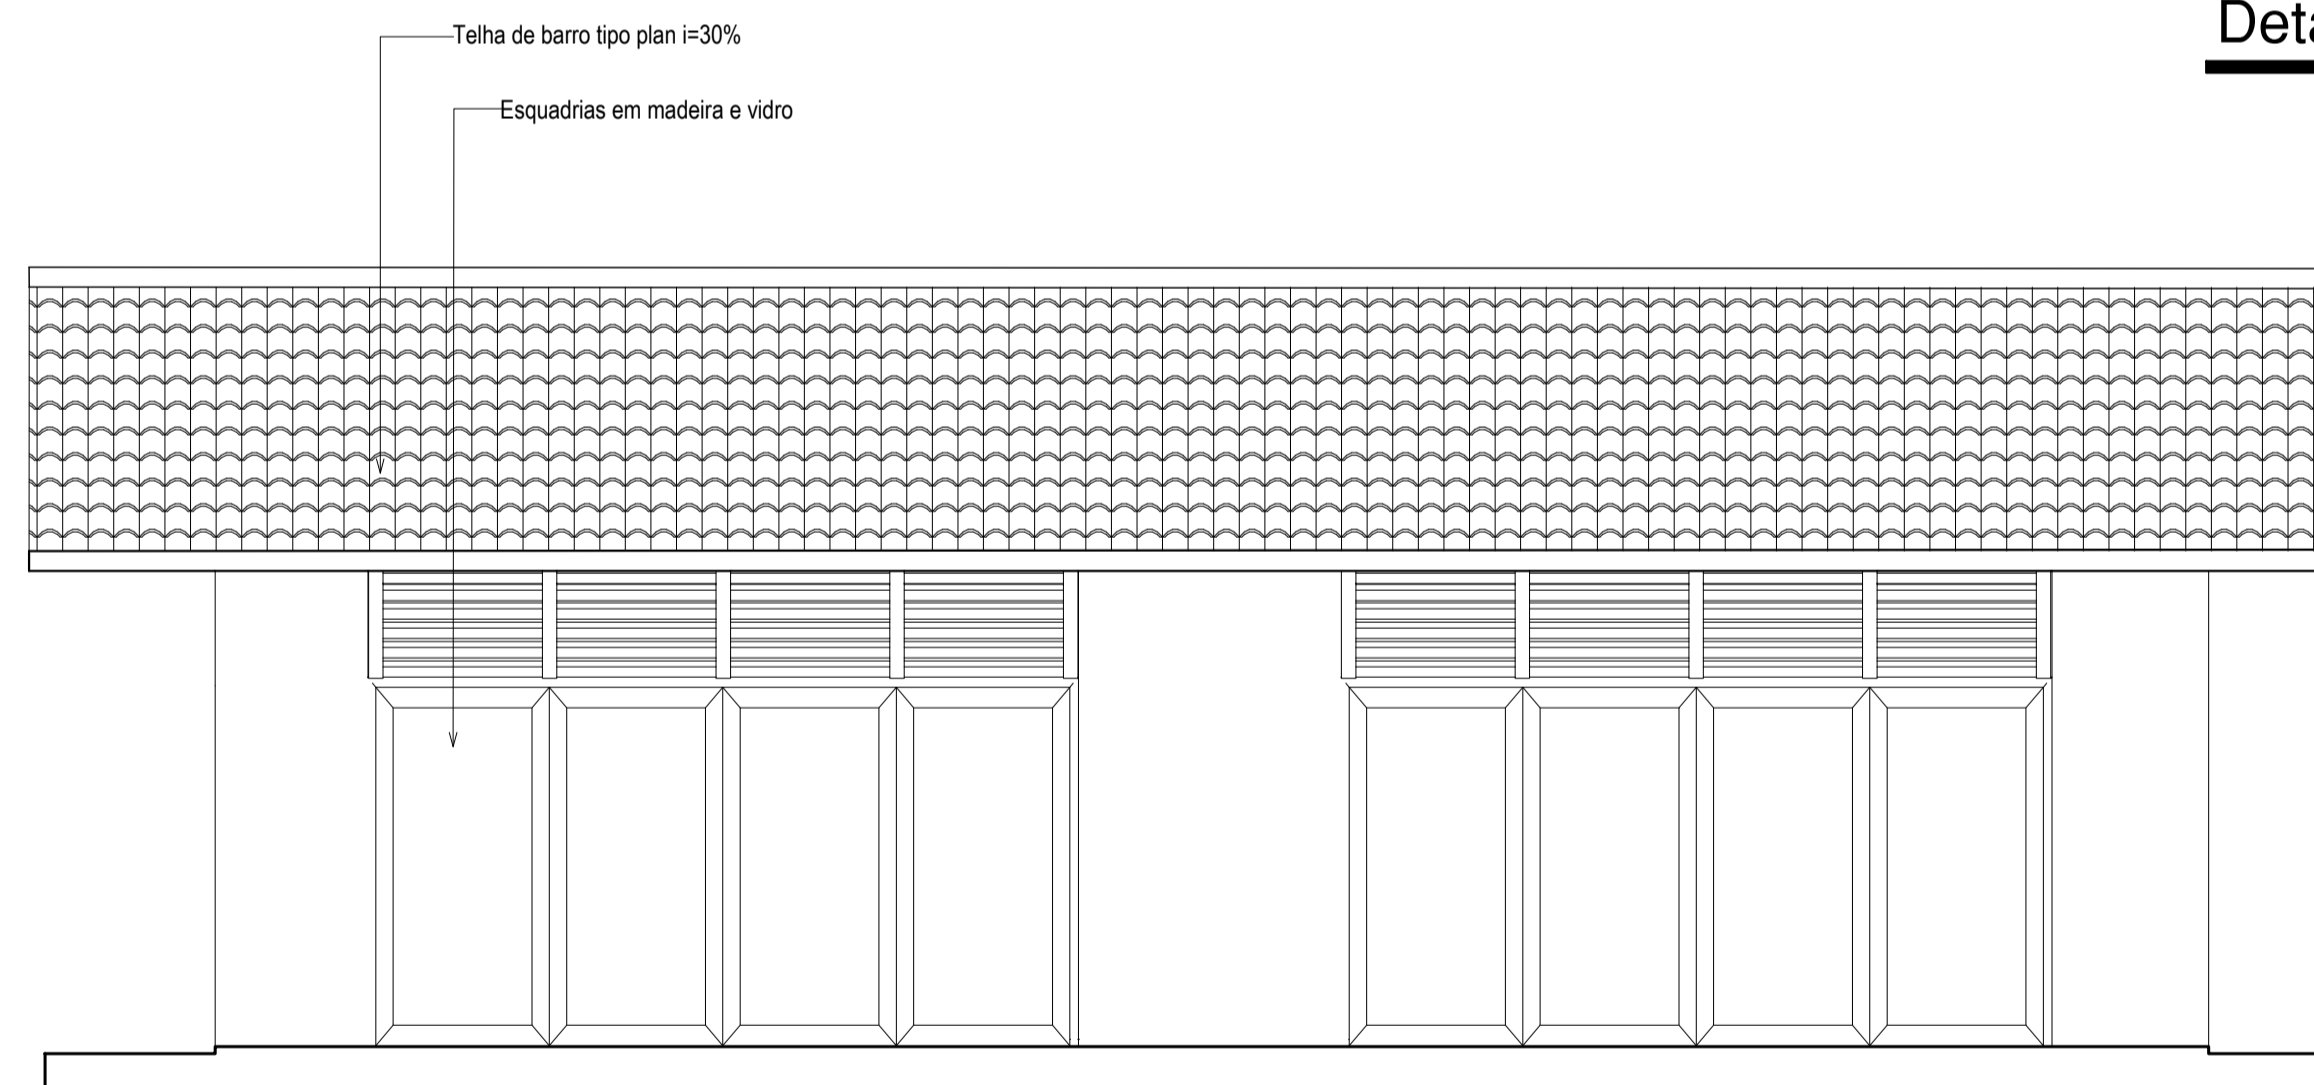 Telha de barro tipo plan i=30%
Esquadrias em madeira e vidro